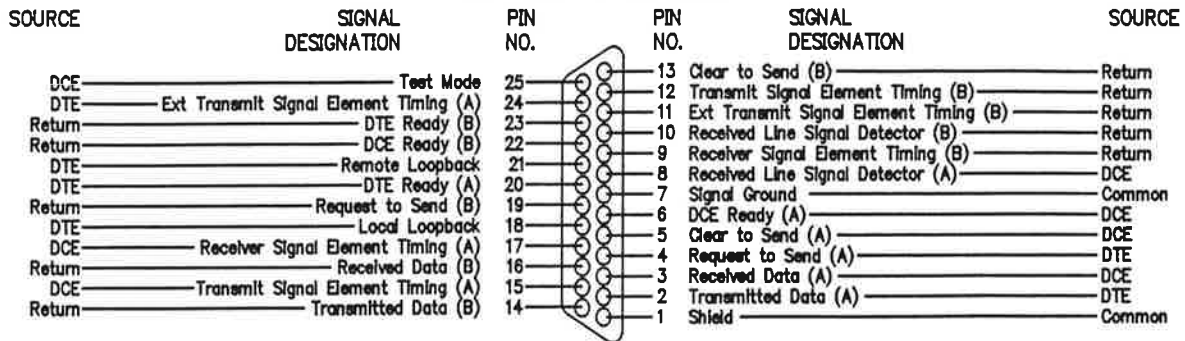 SOURCE SIGNAL DESIGNATION PIN NO. PIN NO. SIGNAL DESIGNATION SOURCE
DCE Test Mode 25
DTE Ext Transmit Signal Element Timing (A) 24
Return DTE Ready (B) 23
Return DCE Ready (B) 22
DTE Remote Loopback 21
DTE DTE Ready (A) 20
Return Request to Send (B) 19
DTE Local Loopback 18
DCE Receiver Signal Element Timing (A) 17
Return Received Data (B) 16
DCE Transmit Signal Element Timing (A) 15
Return Transmitted Data (B) 14
13 Clear to Send (B) Return
12 Transmit Signal Element Timing (B) Return
11 Ext Transmit Signal Element Timing (B) Return
10 Received Line Signal Detector (B) Return
9 Receiver Signal Element Timing (B) Return
8 Received Line Signal Detector (A) DCE
7 Signal Ground Common
6 DCE Ready (A) DCE
5 Clear to Send (A) DCE
4 Request to Send (A) DTE
3 Received Data (A) DCE
2 Transmitted Data (A) DTE
1 Shield Common